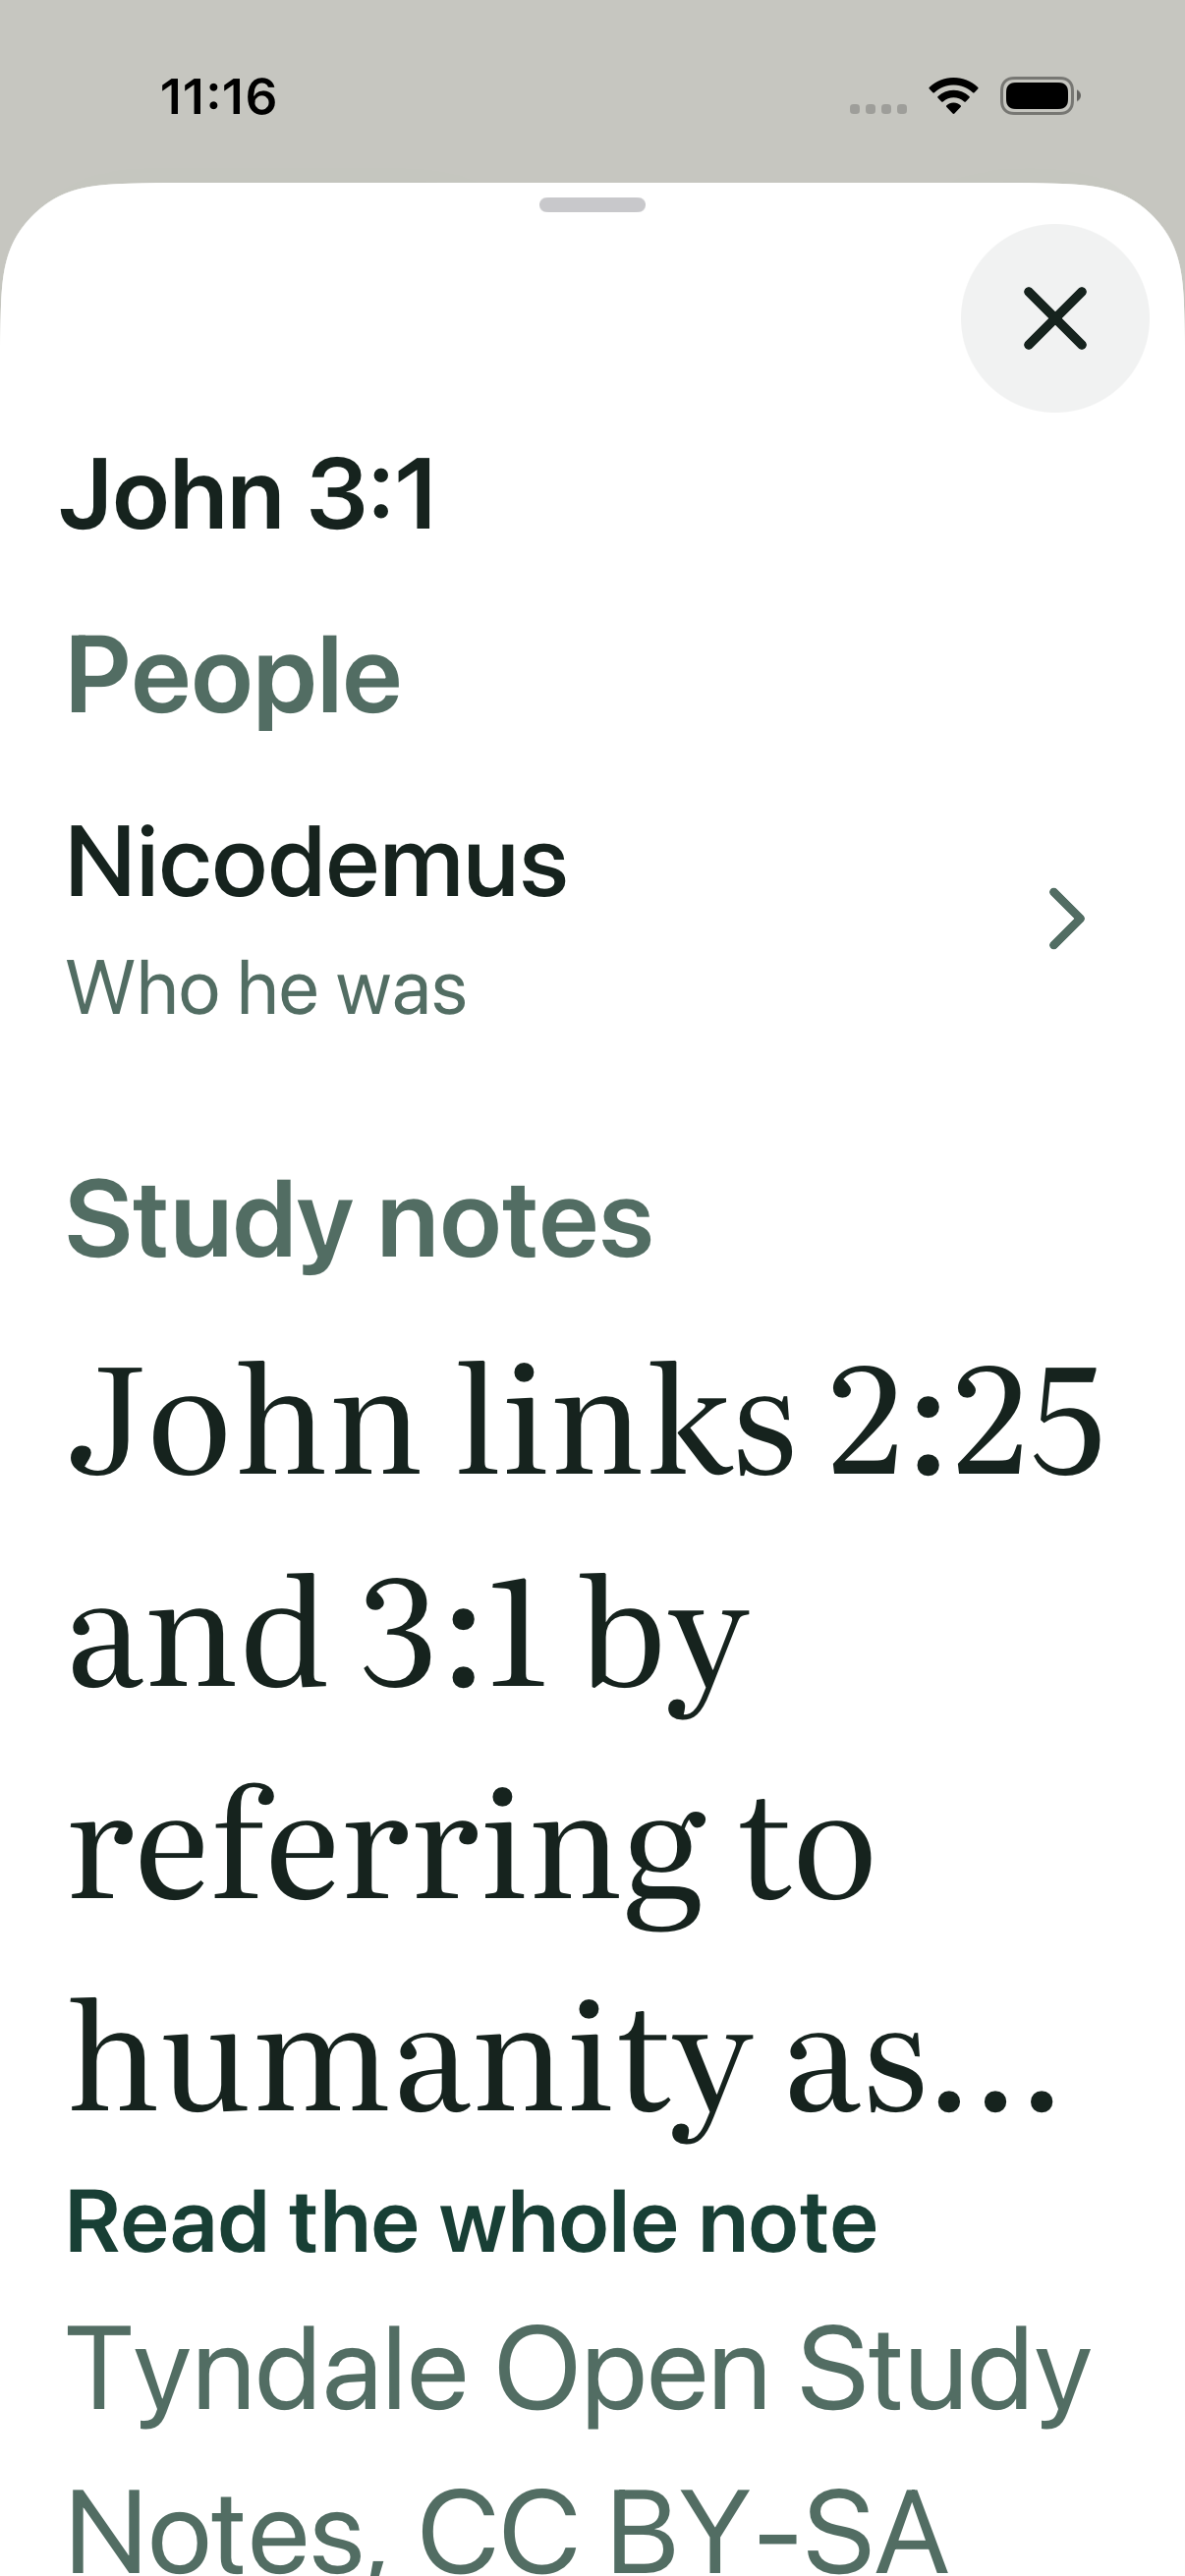 11:16
John 3:1
People
Nicodemus
Who he was
Study notes
John links 2:25
and 3:1 by
referring to
humanity as…
Read the whole note
Tyndale Open Study
Notes, CC BY-SA